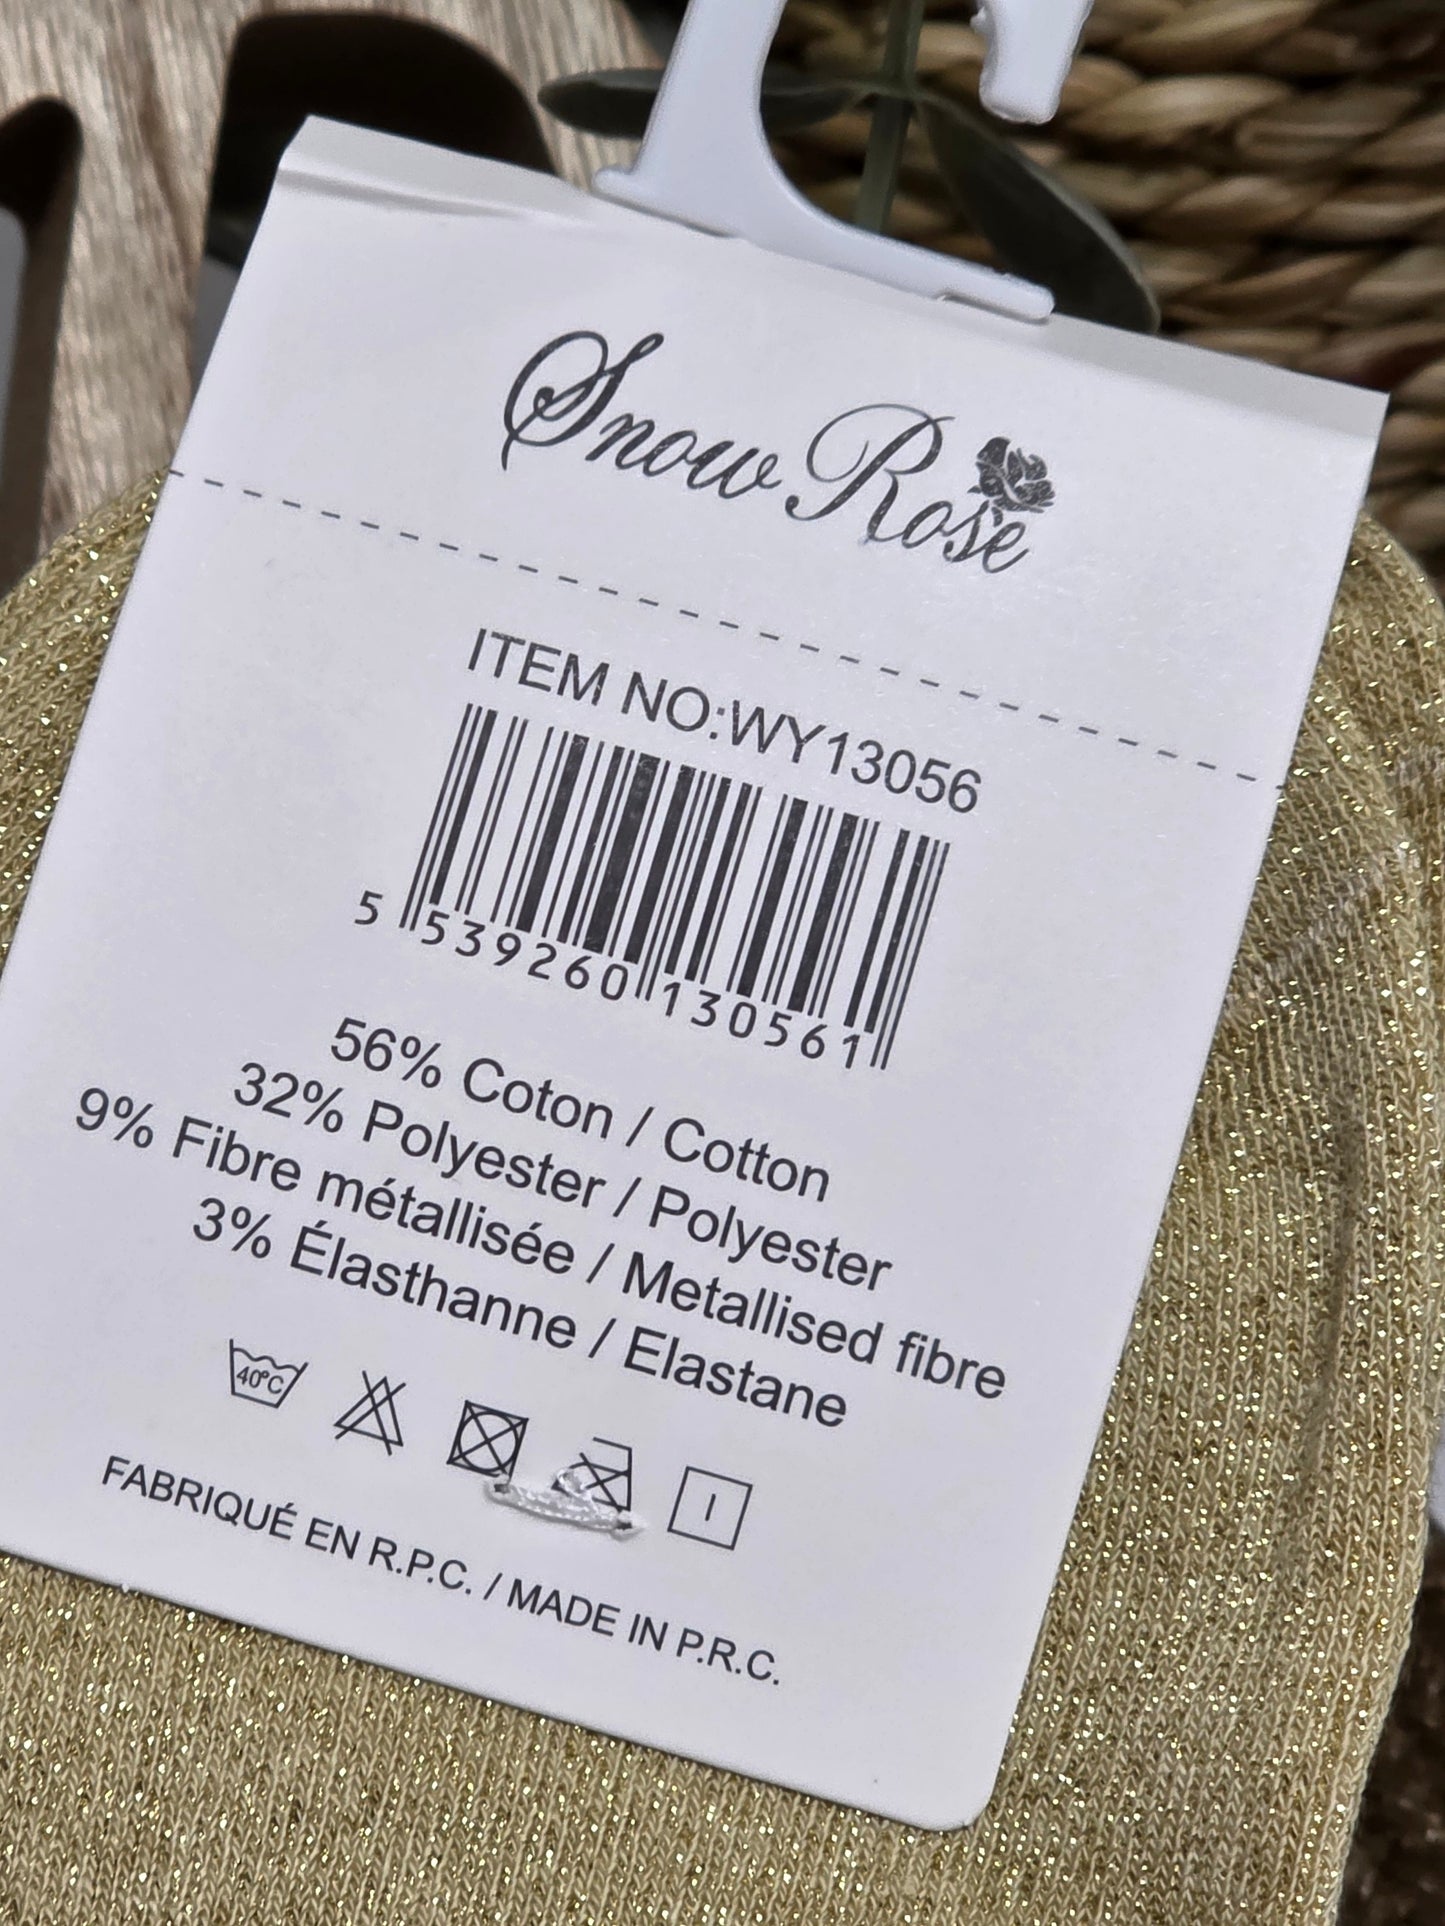 Snow Rose
ITEM NO:WY13056
5 539260 130561
56% Coton / Cotton
32% Polyester / Polyester
9% Fibre métallisée / Metallised fibre
3% Élasthanne / Elastane
40°C
FABRIQUÉ EN R.P.C. / MADE IN P.R.C.